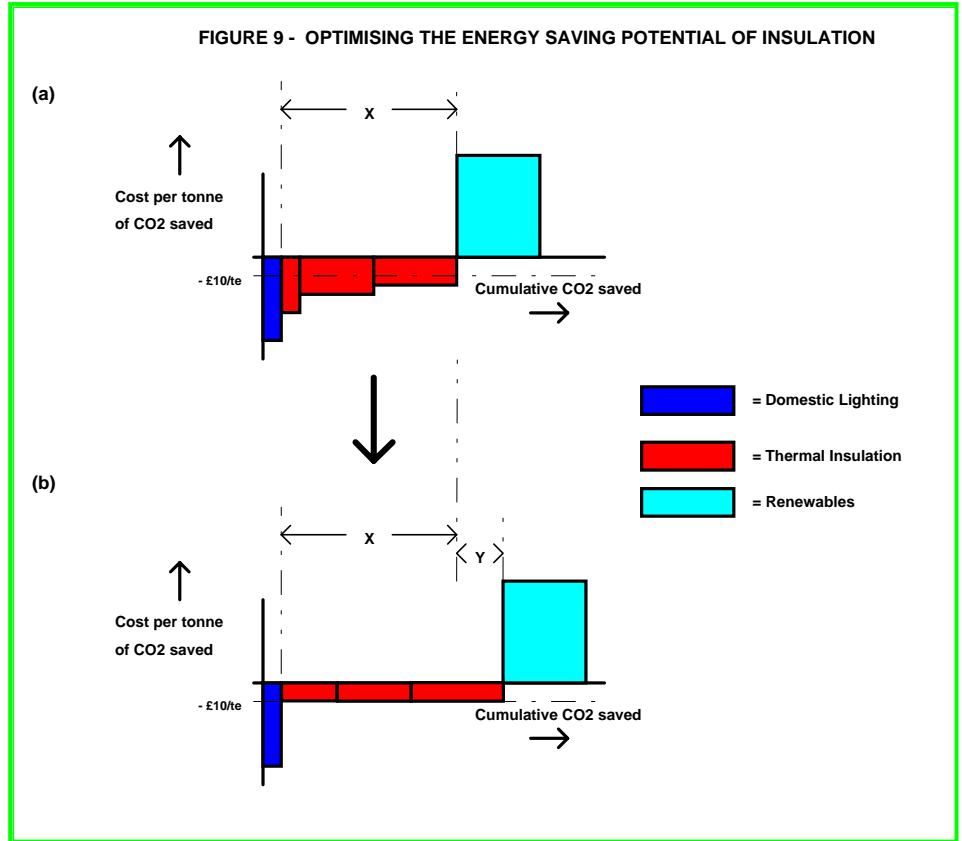 FIGURE 9 - OPTIMISING THE ENERGY SAVING POTENTIAL OF INSULATION
(a)
X
Cost per tonne
of CO2 saved
- £10/te
Cumulative CO2 saved
= Domestic Lighting
= Thermal Insulation
= Renewables
(b)
X
Y
Cost per tonne
of CO2 saved
- £10/te
Cumulative CO2 saved